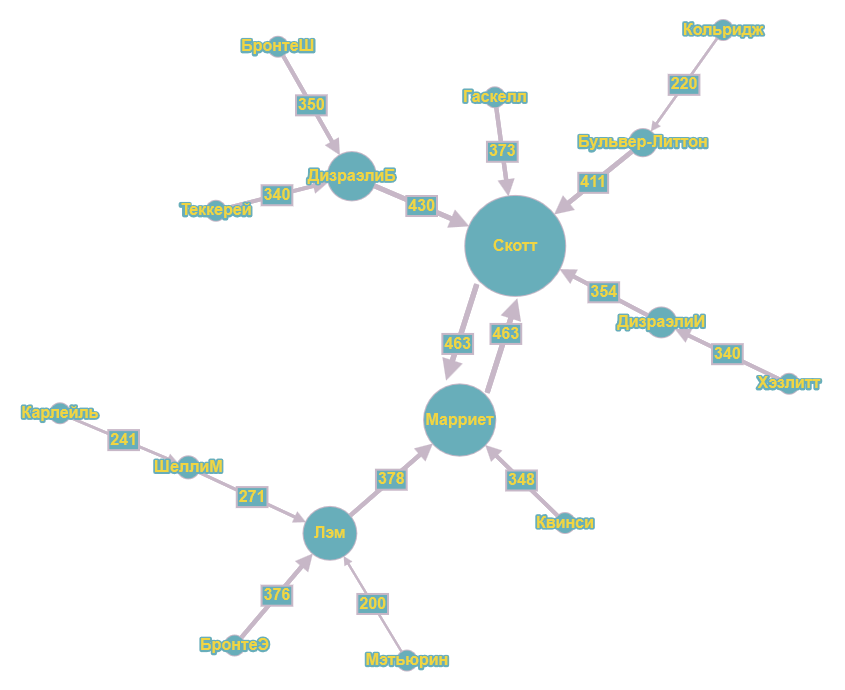 Кольридж
БронтеШ
220
Гаскелл
350
Бульвер-Литтон
373
ДизраэлиБ
411
340
430
Теккерей
Скотт
354
ДизраэлиИ
463
463
340
Хэзлитт
Карлейль
Марриет
241
ШеллиМ
378
348
271
Квинси
Лэм
376
200
БронтеЭ
Мэтьюрин